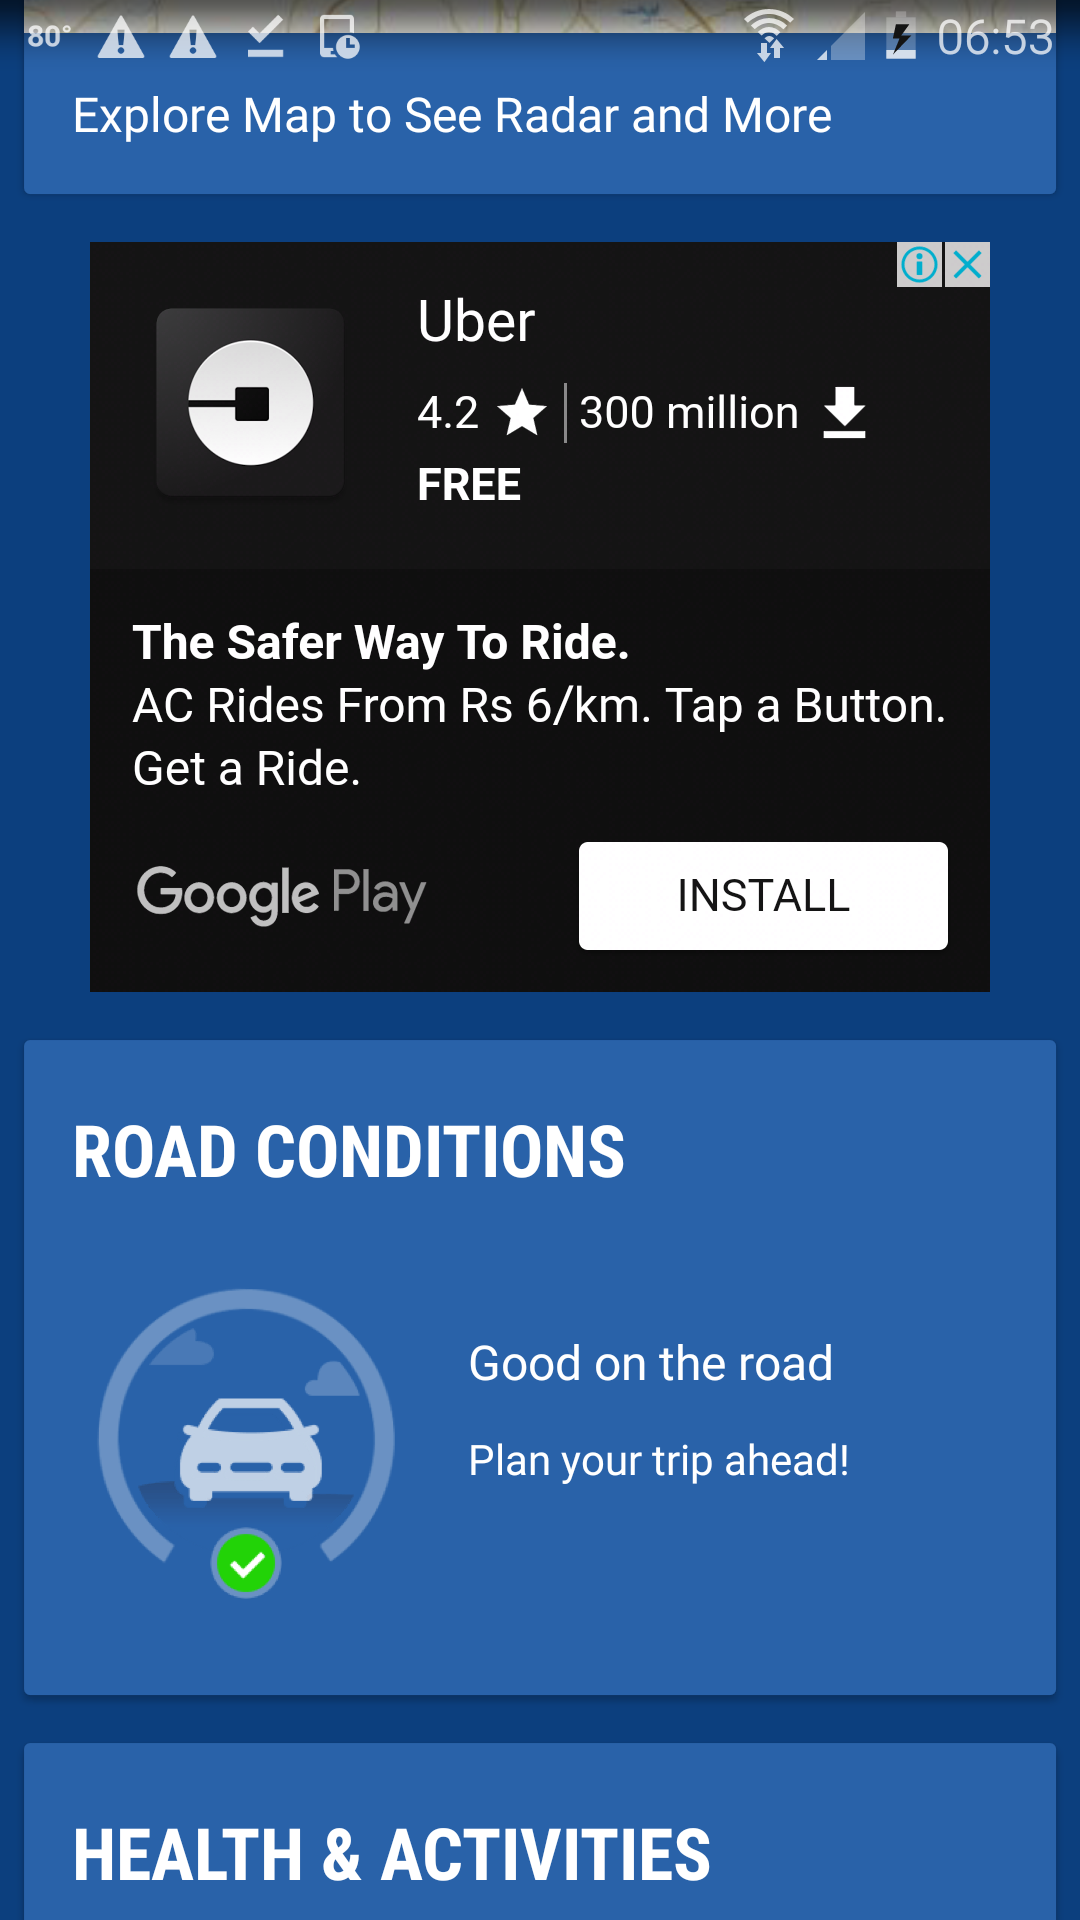 80° 06:53
Explore Map to See Radar and More
Uber
4.2 300 million
FREE
The Safer Way To Ride.
AC Rides From Rs 6/km. Tap a Button.
Get a Ride.
Google Play INSTALL
ROAD CONDITIONS
Good on the road
Plan your trip ahead!
HEALTH & ACTIVITIES